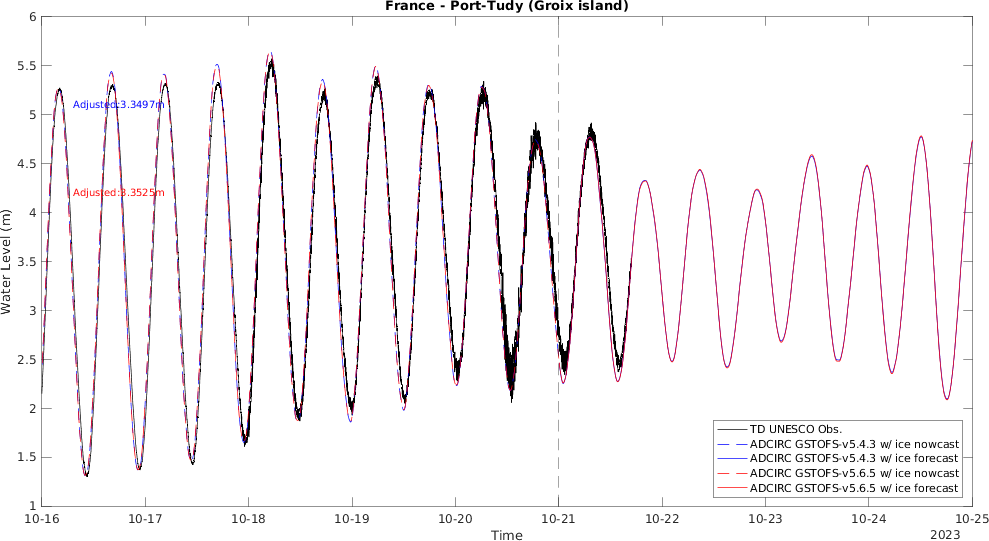 France - Port-Tudy (Groix island)
6
5.5
5
4.5
4
3.5
3
2.5
2
1.5
1
Water Level (m)
Adjusted:3.3497m
Adjusted:3.3525m
TD UNESCO Obs.
ADCIRC GSTOFS-v5.4.3 w/ ice nowcast
ADCIRC GSTOFS-v5.4.3 w/ ice forecast
ADCIRC GSTOFS-v5.6.5 w/ ice nowcast
ADCIRC GSTOFS-v5.6.5 w/ ice forecast
10-16 10-17 10-18 10-19 10-20 10-21 10-22 10-23 10-24 10-25
Time 2023